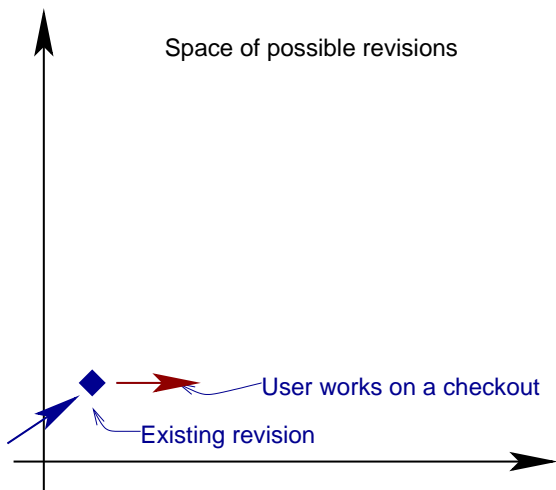 Space of possible revisions
User works on a checkout
Existing revision